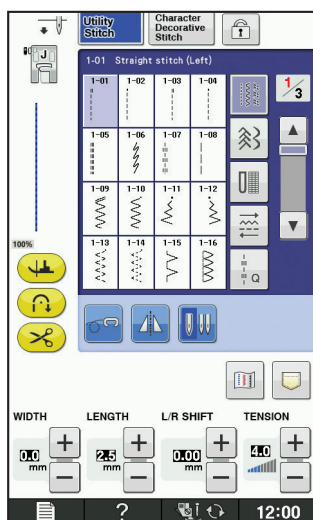 Utility
Stitch
Character
Decorative
Stitch
J
1-01 Straight stitch (Left)
1-01 1-02 1-03 1-04
1/3
1-05 1-06 1-07 1-08
1-09 1-10 1-11 1-12
1-13 1-14 1-15 1-16
Q
100%
WIDTH LENGTH L/R SHIFT TENSION
0.0 mm + −
2.5 mm + −
0.00 mm + −
4.0 + −
? 12:00